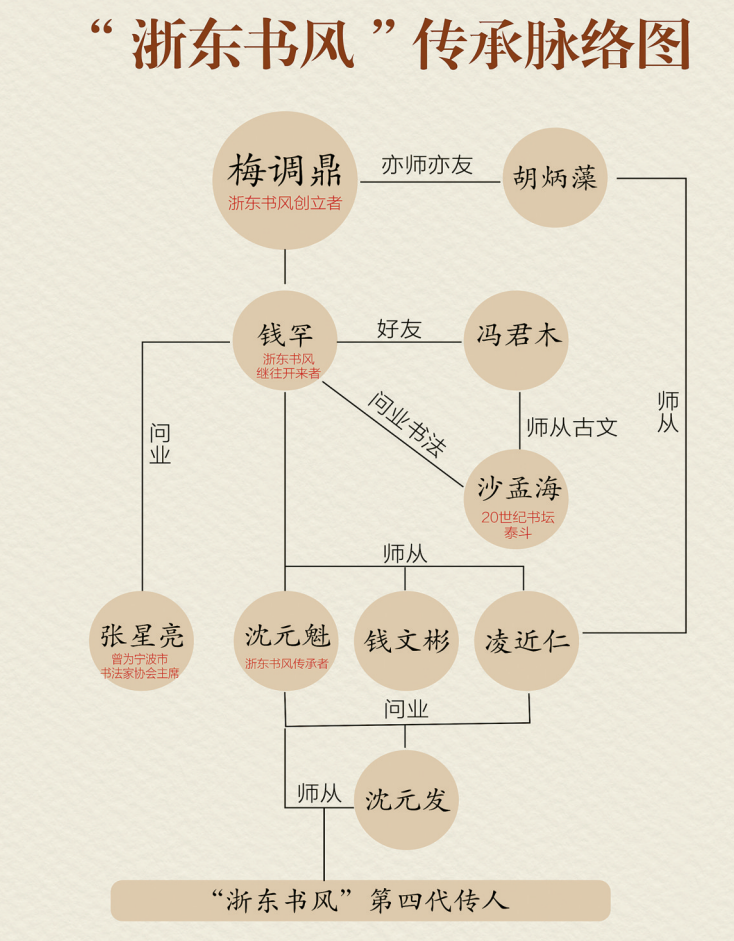 “浙东书风”传承脉络图
梅调鼎
浙东书风创立者
亦师亦友
胡炳藻
钱罕
浙东书风
继往开来者
好友
冯君木
问业书法
师从古文
师从
问业
沙孟海
20世纪书坛
泰斗
师从
张星亮
曾为宁波市
书法家协会主席
沈元魁
浙东书风传承者
钱文彬
凌近仁
问业
师从
沈元发
“浙东书风”第四代传人